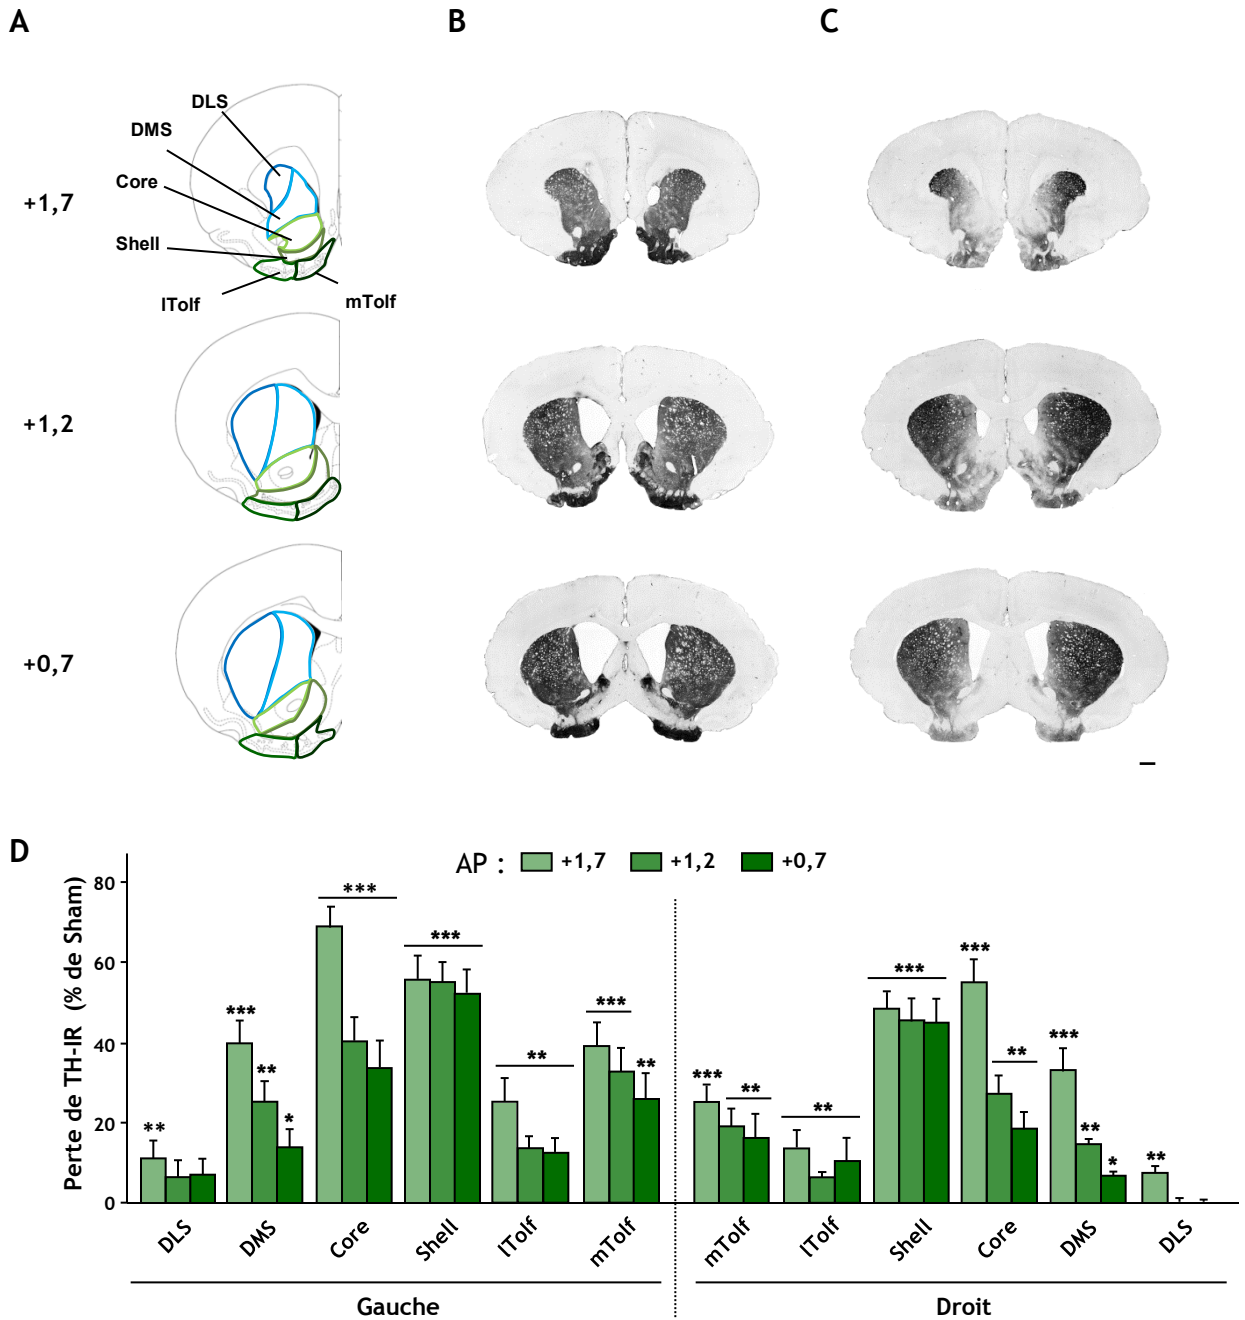 A
B
C
DLS
DMS
Core
Shell
lTolf
mTolf
+1,7
+1,2
+0,7
D
AP :
+1,7
+1,2
+0,7
Perte de TH-IR (% de Sham)
80
60
40
20
0
**
***
**
*
***
***
**
***
**
***
**
**
***
***
**
***
**
*
**
DLS
DMS
Core
Shell
lTolf
mTolf
mTolf
lTolf
Shell
Core
DMS
DLS
Gauche
Droit